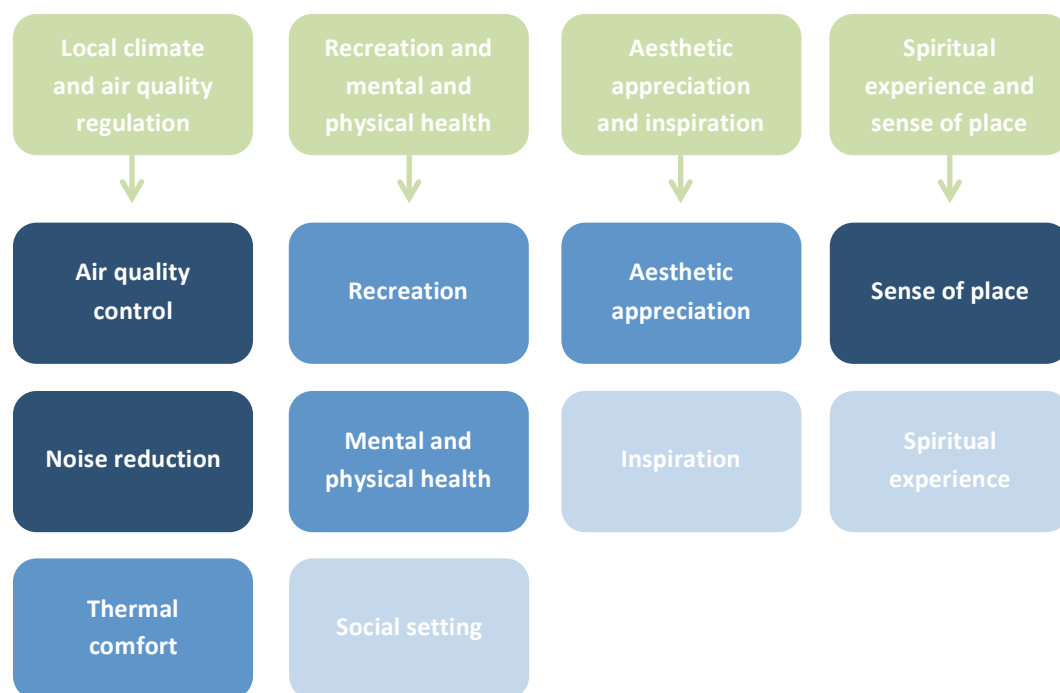 Local climate
and air quality
regulation
Recreation and
mental and
physical health
Aesthetic
appreciation
and inspiration
Spiritual
experience and
sense of place
Air quality
control
Recreation
Aesthetic
appreciation
Sense of place
Noise reduction
Mental and
physical health
Inspiration
Spiritual
experience
Thermal
comfort
Social setting